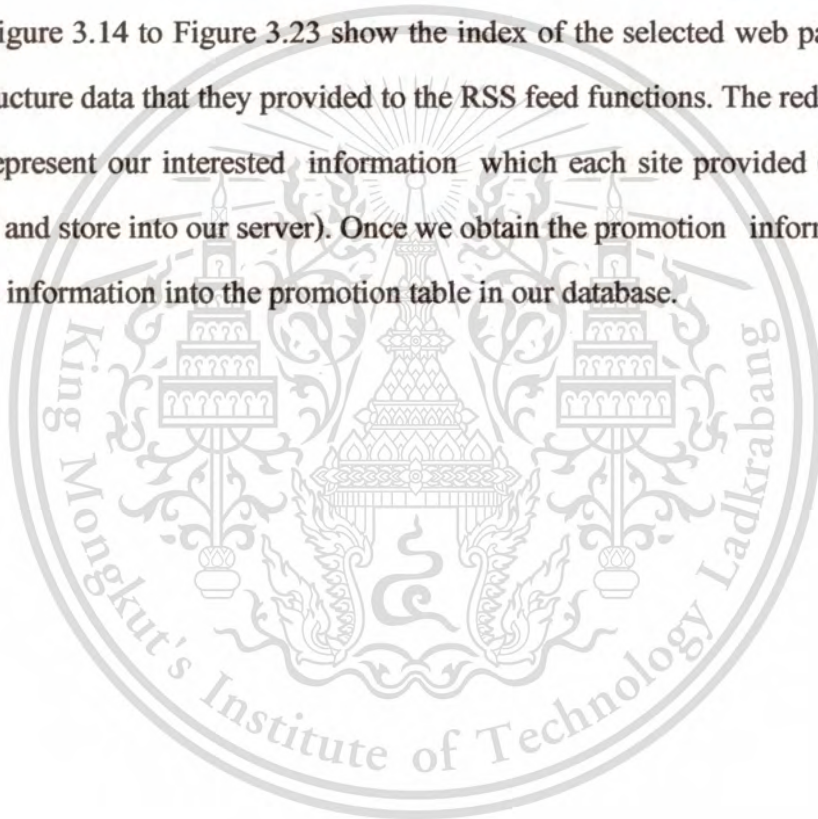 igure 3.14 to Figure 3.23 show the index of the selected web pa
ucture data that they provided to the RSS feed functions. The red
epresent our interested information which each site provided
and store into our server). Once we obtain the promotion inform
information into the promotion table in our database.
King Mongkut's Institute of Technology Ladkrabang